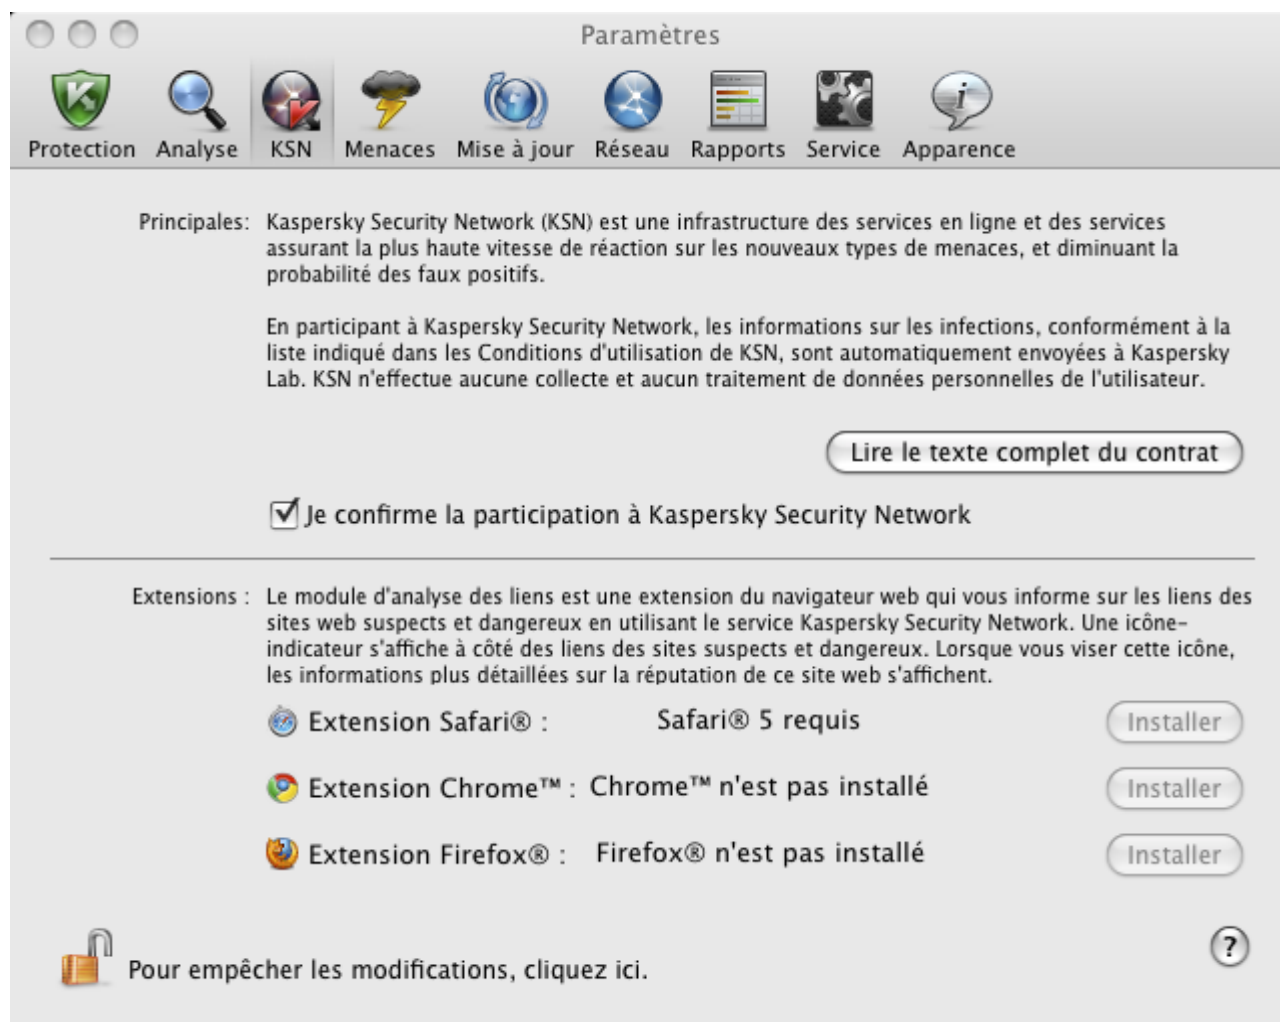 Paramètres
Protection Analyse KSN Menaces Mise à jour Réseau Rapports Service Apparence
Principales: Kaspersky Security Network (KSN) est une infrastructure des services en ligne et des services
assurant la plus haute vitesse de réaction sur les nouveaux types de menaces, et diminuant la
probabilité des faux positifs.
En participant à Kaspersky Security Network, les informations sur les infections, conformément à la
liste indiqué dans les Conditions d'utilisation de KSN, sont automatiquement envoyées à Kaspersky
Lab. KSN n'effectue aucune collecte et aucun traitement de données personnelles de l'utilisateur.
Lire le texte complet du contrat
Je confirme la participation à Kaspersky Security Network
Extensions : Le module d'analyse des liens est une extension du navigateur web qui vous informe sur les liens des
sites web suspects et dangereux en utilisant le service Kaspersky Security Network. Une icône-
indicateur s'affiche à côté des liens des sites suspects et dangereux. Lorsque vous viser cette icône,
les informations plus détaillées sur la réputation de ce site web s'affichent.
Extension Safari® : Safari® 5 requis Installer
Extension Chrome™ : Chrome™ n'est pas installé Installer
Extension Firefox® : Firefox® n'est pas installé Installer
?
Pour empêcher les modifications, cliquez ici.